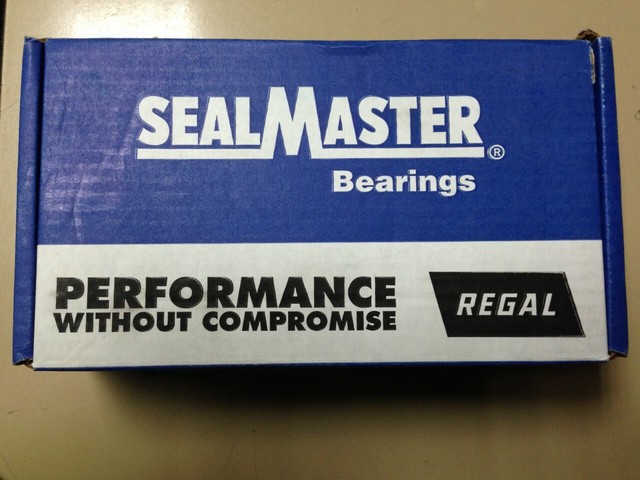 SEALMASTER®
Bearings
PERFORMANCE
WITHOUT COMPROMISE
REGAL